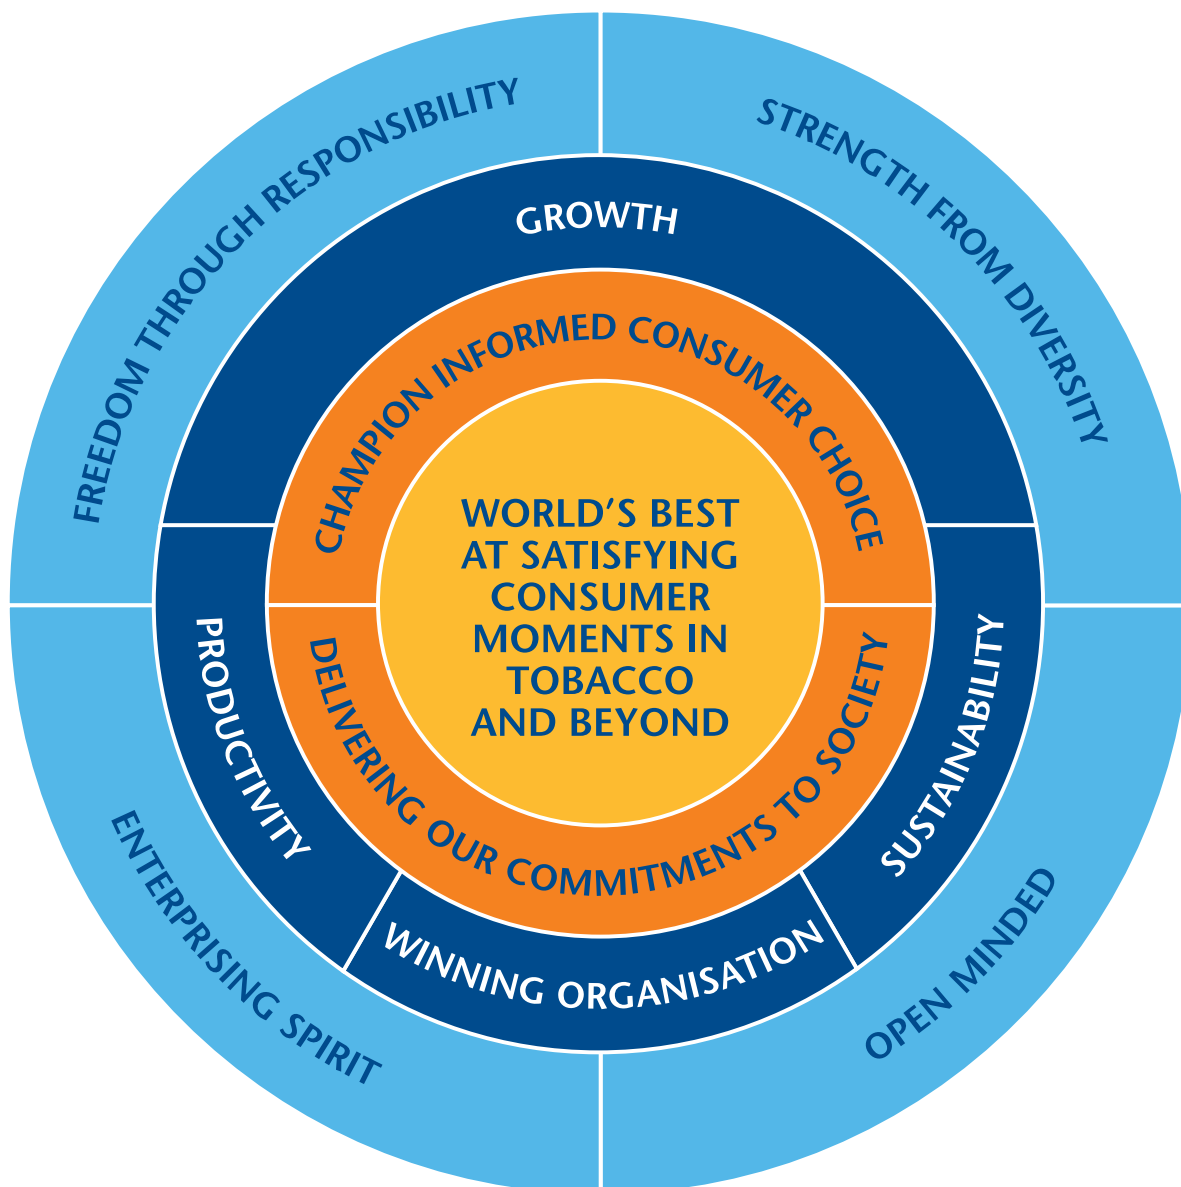 FREEDOM THROUGH RESPONSIBILITY
STRENGTH FROM DIVERSITY
GROWTH
CHAMPION INFORMED CONSUMER CHOICE
WORLD'S BEST
AT SATISFYING
CONSUMER
MOMENTS IN
TOBACCO
AND BEYOND
DELIVERING OUR COMMITMENTS TO SOCIETY
PRODUCTIVITY
WINNING ORGANISATION
SUSTAINABILITY
ENTERPRISING SPIRIT
OPEN MINDED